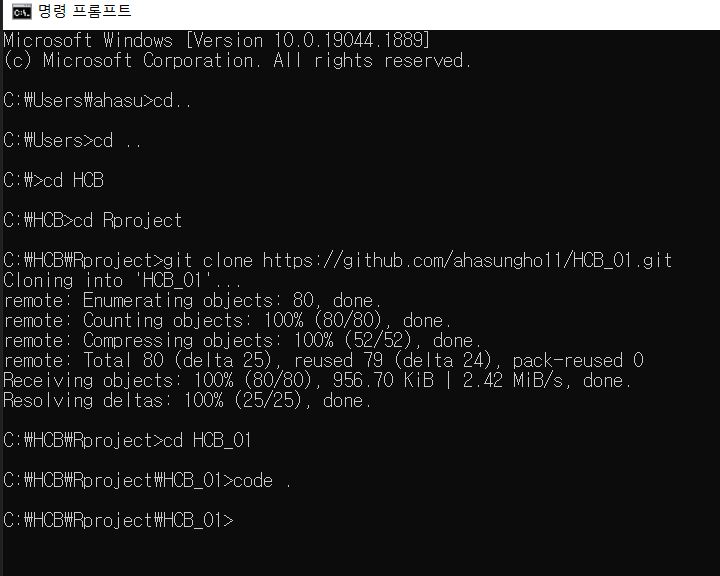 명령 프롬프트
Microsoft Windows [Version 10.0.19044.1889]
(c) Microsoft Corporation. All rights reserved.
C:₩Users₩ahasu>cd..
C:₩Users>cd ..
C:₩>cd HCB
C:₩HCB>cd Rproject
C:₩HCB₩Rproject>git clone https://github.com/ahasungho11/HCB_01.git
Cloning into 'HCB_01'...
remote: Enumerating objects: 80, done.
remote: Counting objects: 100% (80/80), done.
remote: Compressing objects: 100% (52/52), done.
remote: Total 80 (delta 25), reused 79 (delta 24), pack-reused 0
Receiving objects: 100% (80/80), 956.70 KiB | 2.42 MiB/s, done.
Resolving deltas: 100% (25/25), done.
C:₩HCB₩Rproject>cd HCB_01
C:₩HCB₩Rproject₩HCB_01>code .
C:₩HCB₩Rproject₩HCB_01>